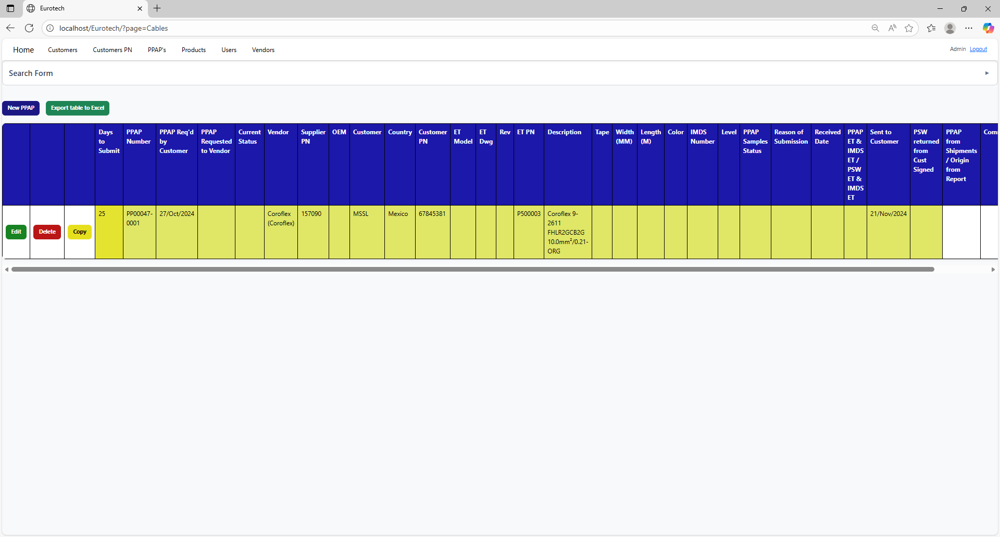 Eurotech
localhost/Eurotech/?page=Cables
Home Customers Customers PN PPAP's Products Users Vendors Admin Logout
Search Form
New PPAP Export table to Excel
Days to Submit
PPAP Number
PPAP Req'd by Customer
PPAP Requested to Vendor
Current Status
Vendor
Supplier PN
OEM
Customer
Country
Customer PN
ET Model
ET Dwg
Rev
ET PN
Description
Tape
Width (MM)
Length (M)
Color
IMDS Number
Level
PPAP Samples Status
Reason of Submission
Received Date
PPAP ET & IMDS ET / PSW ET & IMDS ET
Sent to Customer
PSW returned from Cust Signed
PPAP from Shipments / Origin from Report
Edit
Delete
Copy
25
PP00047-0001
27/Oct/2024
Coroflex (Coroflex)
157090
MSSL
Mexico
67845381
P500003
Coroflex 9-2611 FHLR2GCB2G 10.0mm²/0.21-ORG
21/Nov/2024